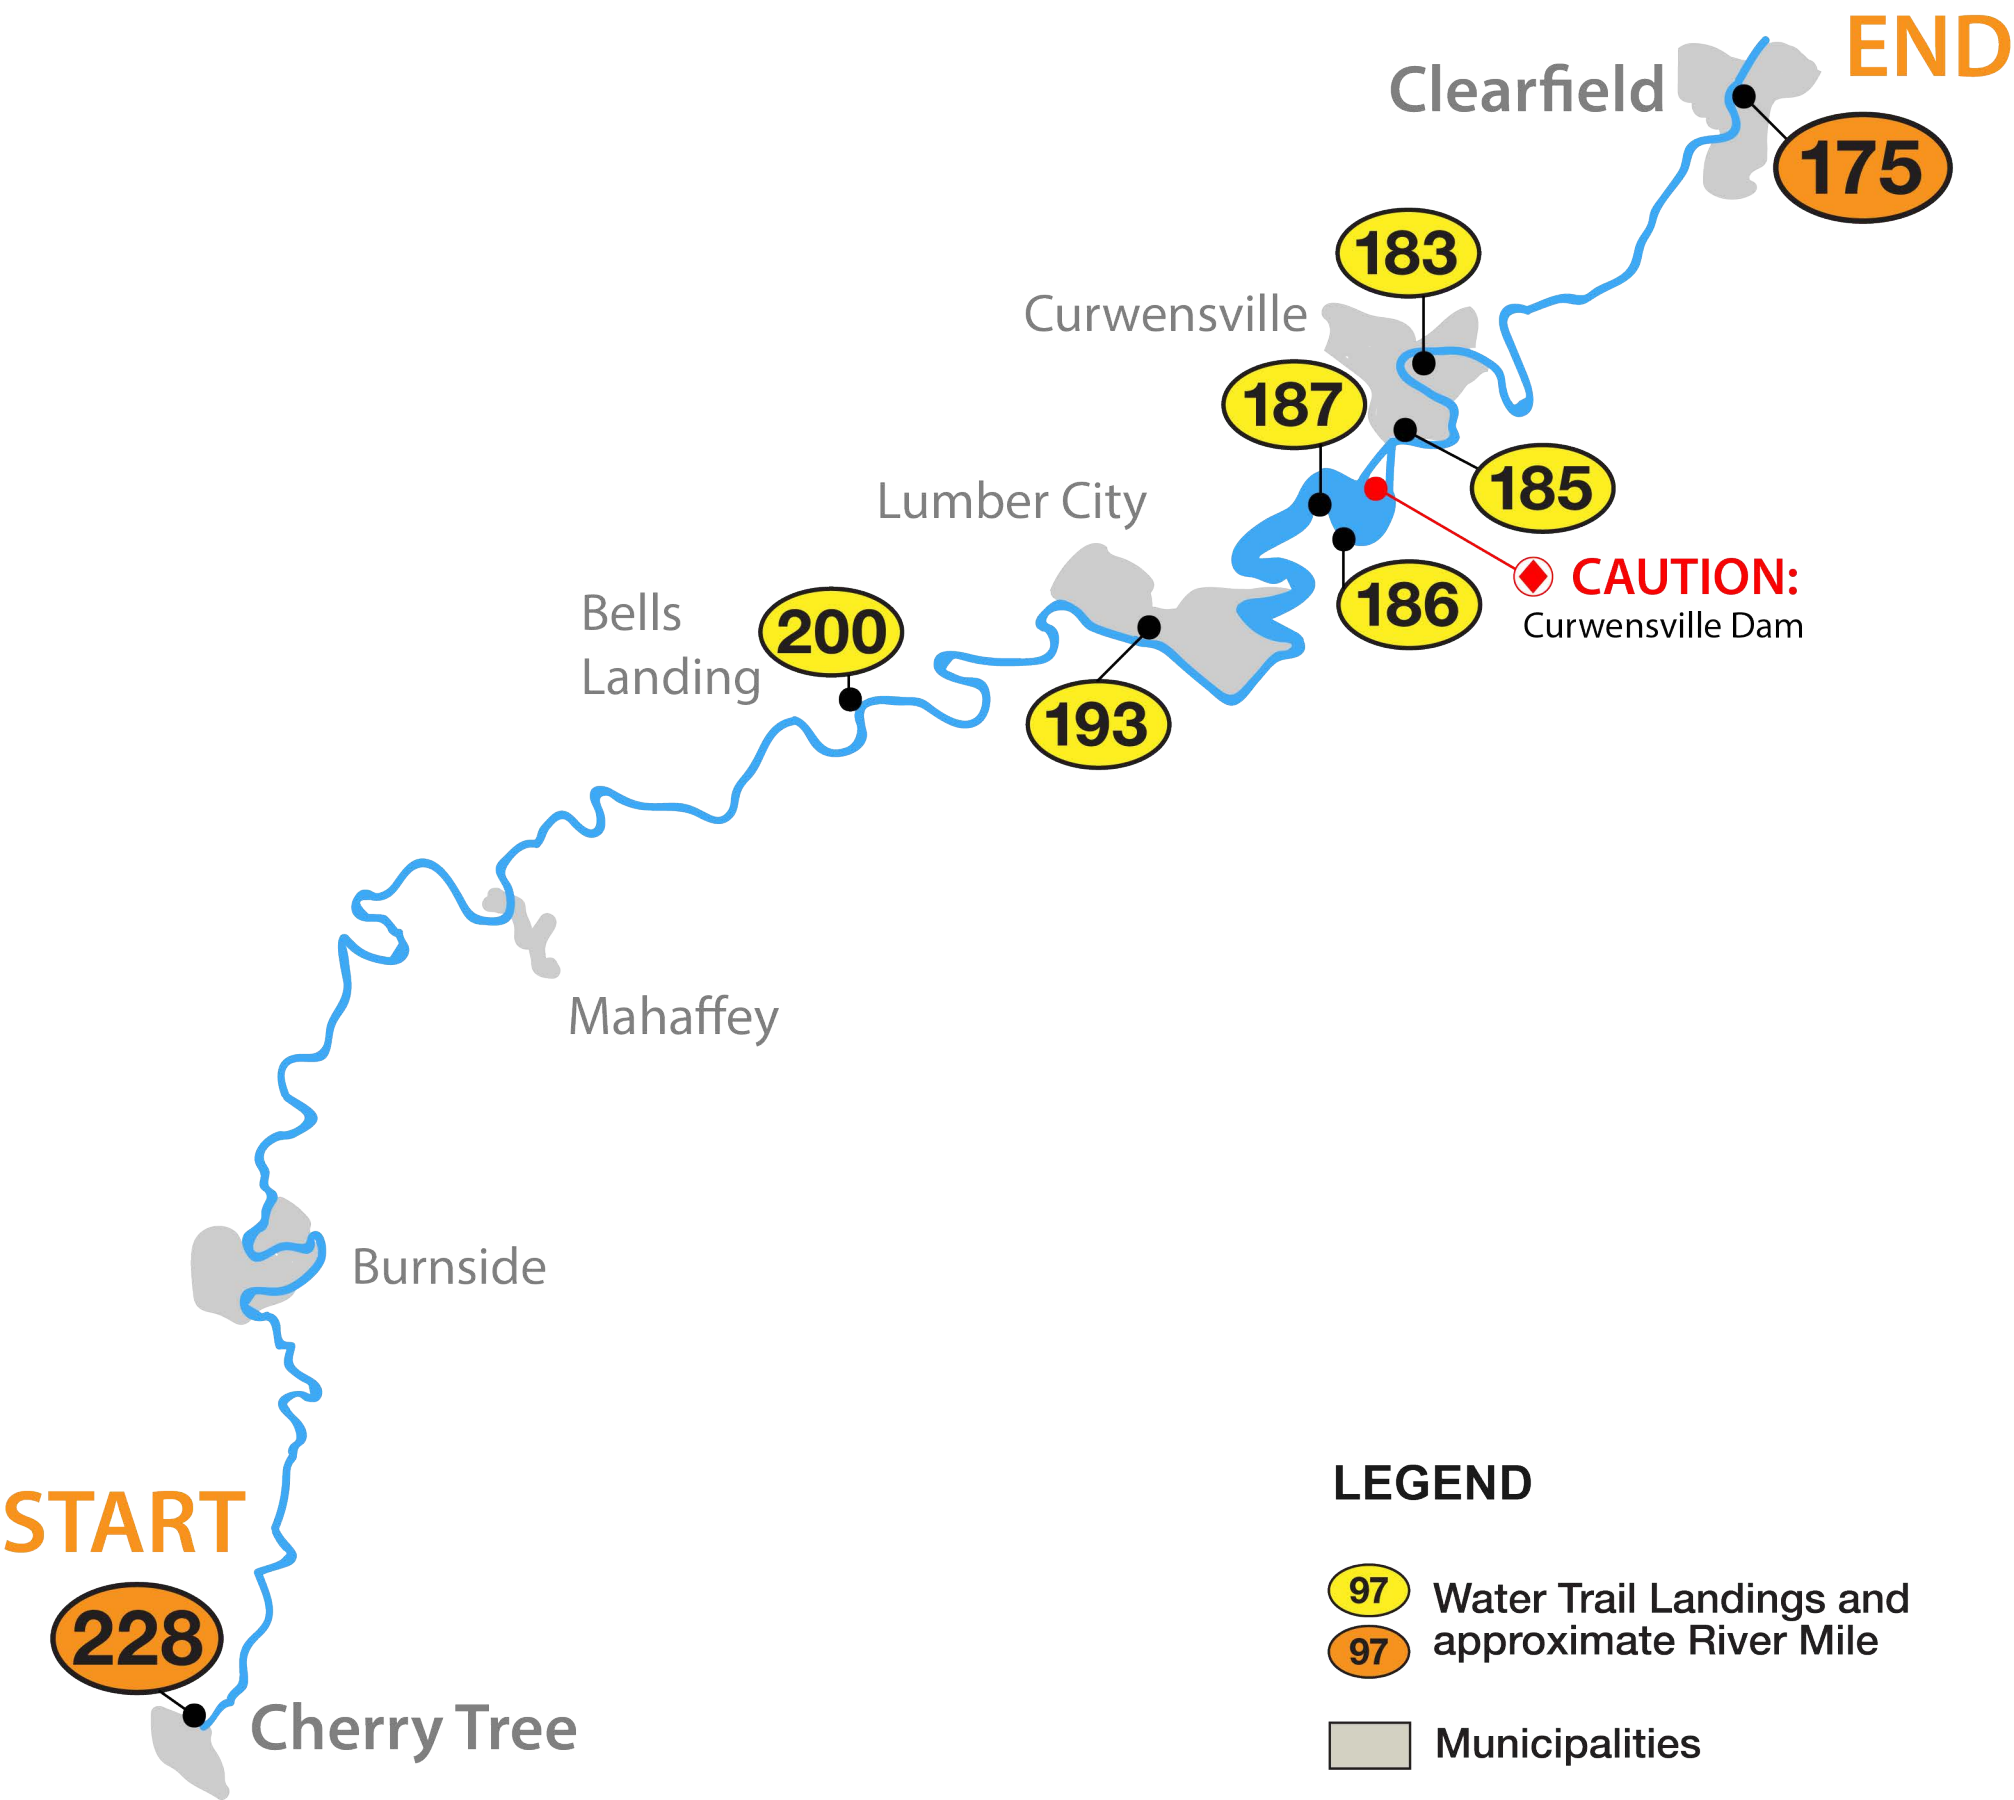 END
Clearfield
175
183
Curwensville
187
185
Lumber City
CAUTION:
Curwensville Dam
186
Bells
Landing
200
193
Mahaffey
Burnside
START
228
Cherry Tree
LEGEND
97
97
Water Trail Landings and
approximate River Mile
Municipalities